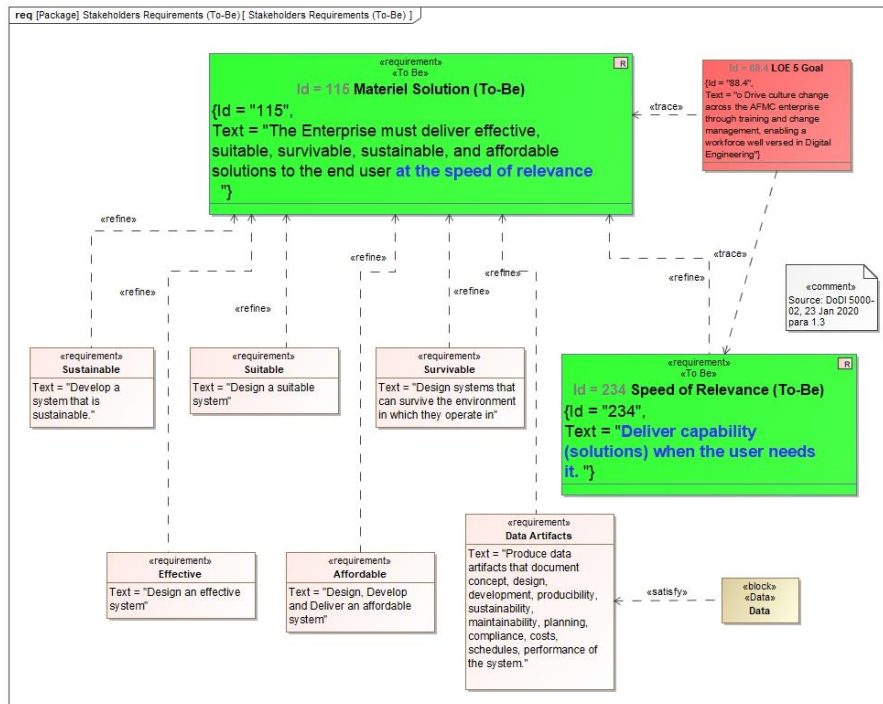 req [Package] Stakeholders Requirements (To-Be) [ Stakeholders Requirements (To-Be) ]
«requirement»
«To Be»
R
Id = 115 Materiel Solution (To-Be)
{Id = "115",
Text = "The Enterprise must deliver effective,
suitable, survivable, sustainable, and affordable
solutions to the end user at the speed of relevance
"}
Id = 88.4 LOE 5 Goal
{Id = "88.4",
Text = "o Drive culture change
across the AFMC enterprise
through training and change
management, enabling a
workforce well versed in Digital
Engineering"}
«trace»
«refine»
«refine»
«refine»
«refine»
«refine»
«refine»
«trace»
«refine»
«comment»
Source: DoDI 5000-
02, 23 Jan 2020
para 1.3
«requirement»
Sustainable
Text = "Develop a
system that is
sustainable."
«requirement»
Suitable
Text = "Design a suitable
system"
«requirement»
Survivable
Text = "Design systems that
can survive the environment
in which they operate in"
«requirement»
«To Be»
R
Id = 234 Speed of Relevance (To-Be)
{Id = "234",
Text = "Deliver capability
(solutions) when the user needs
it. "}
«requirement»
Effective
Text = "Design an effective
system"
«requirement»
Affordable
Text = "Design, Develop
and Deliver an affordable
system"
«requirement»
Data Artifacts
Text = "Produce data
artifacts that document
concept, design,
development, producibility,
sustainability,
maintainability, planning,
compliance, costs,
schedules, performance of
the system."
«satisfy»
«block»
«Data»
Data